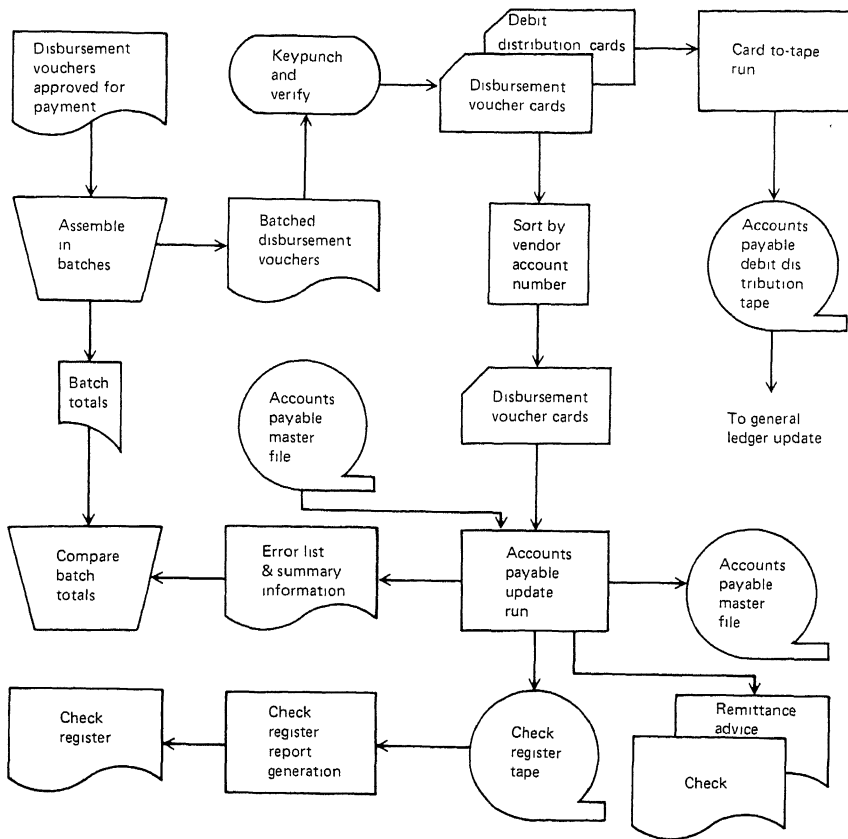 Disbursement
vouchers
approved for
payment
Keypunch
and
verify
Debit
distribution cards
Disbursement
voucher cards
Card to-tape
run
Assemble
in
batches
Batched
disbursement
vouchers
Sort by
vendor
account
number
Accounts
payable
debit dis
tribution
tape
Batch
totals
Accounts
payable
master
file
Disbursement
voucher cards
To general
ledger update
Compare
batch
totals
Error list
& summary
information
Accounts
payable
update
run
Accounts
payable
master
file
Check
register
Check
register
report
generation
Check
register
tape
Remittance
advice
Check